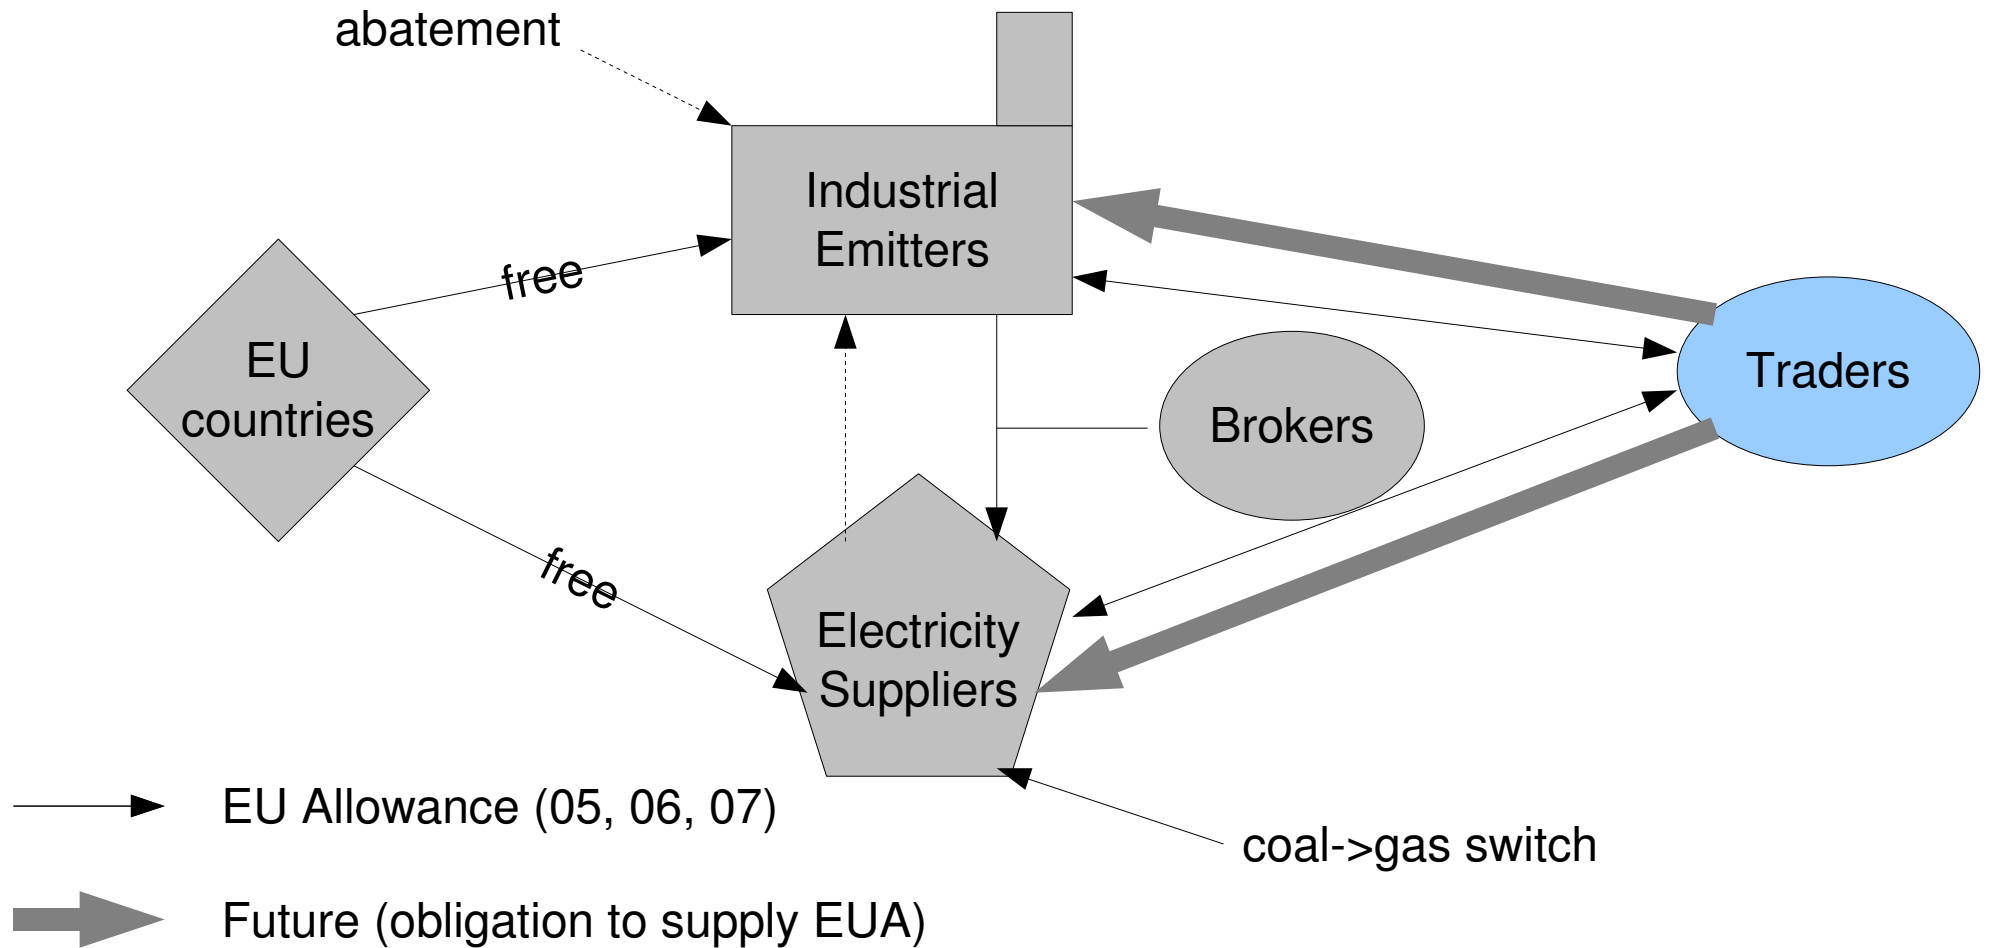 abatement
Industrial
Emitters
free
EU
countries
Traders
Brokers
free
Electricity
Suppliers
EU Allowance (05, 06, 07)
coal->gas switch
Future (obligation to supply EUA)